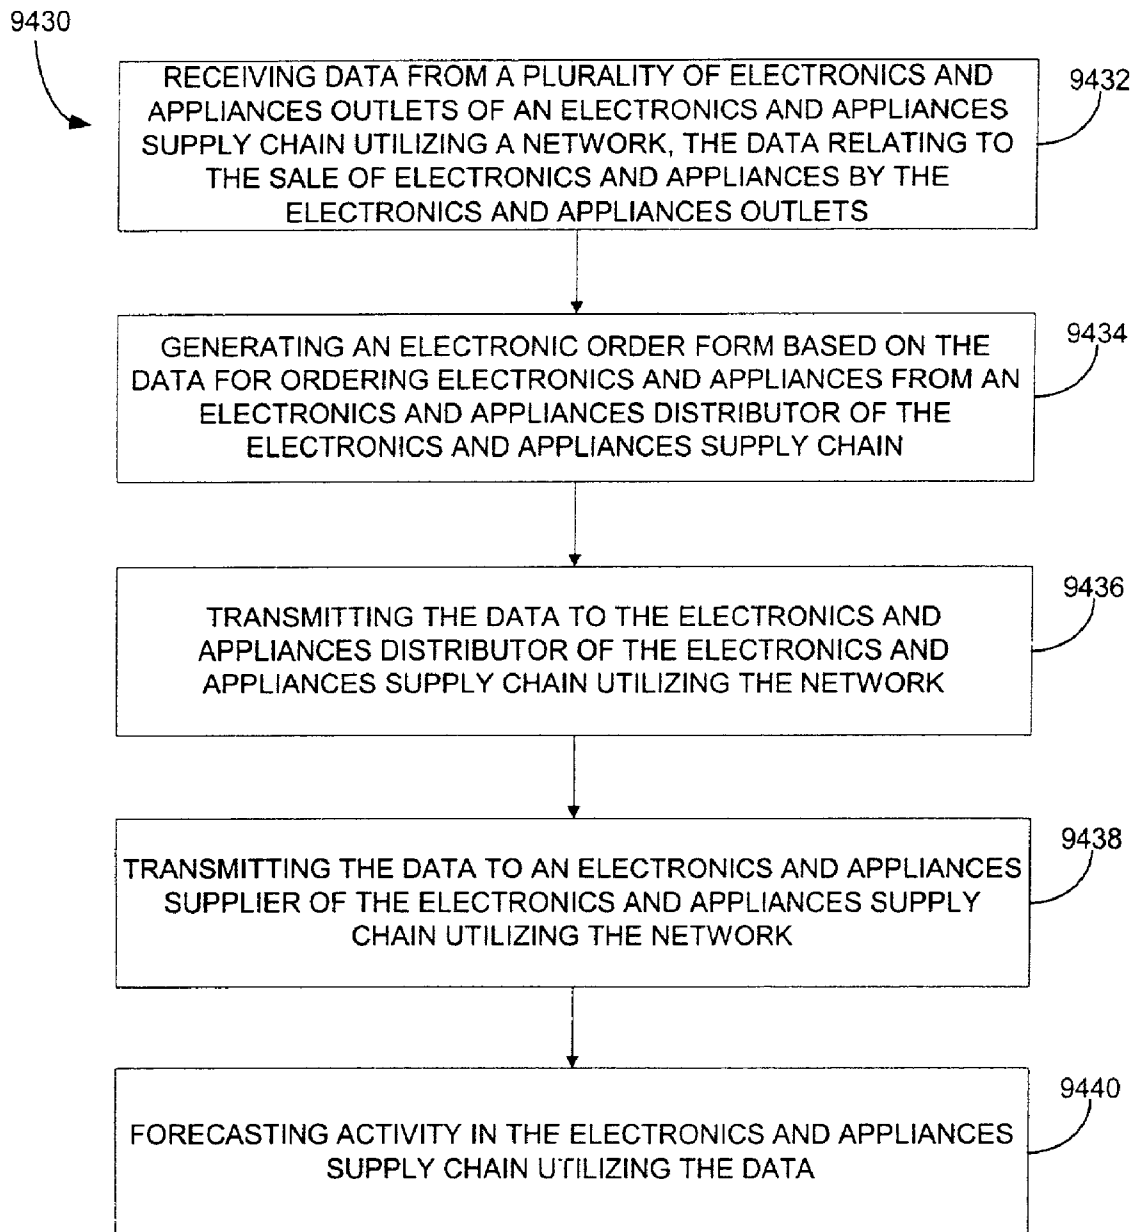 9430
RECEIVING DATA FROM A PLURALITY OF ELECTRONICS AND
APPLIANCES OUTLETS OF AN ELECTRONICS AND APPLIANCES
SUPPLY CHAIN UTILIZING A NETWORK, THE DATA RELATING TO
THE SALE OF ELECTRONICS AND APPLIANCES BY THE
ELECTRONICS AND APPLIANCES OUTLETS
9432
GENERATING AN ELECTRONIC ORDER FORM BASED ON THE
DATA FOR ORDERING ELECTRONICS AND APPLIANCES FROM AN
ELECTRONICS AND APPLIANCES DISTRIBUTOR OF THE
ELECTRONICS AND APPLIANCES SUPPLY CHAIN
9434
TRANSMITTING THE DATA TO THE ELECTRONICS AND
APPLIANCES DISTRIBUTOR OF THE ELECTRONICS AND
APPLIANCES SUPPLY CHAIN UTILIZING THE NETWORK
9436
TRANSMITTING THE DATA TO AN ELECTRONICS AND APPLIANCES
SUPPLIER OF THE ELECTRONICS AND APPLIANCES SUPPLY
CHAIN UTILIZING THE NETWORK
9438
FORECASTING ACTIVITY IN THE ELECTRONICS AND APPLIANCES
SUPPLY CHAIN UTILIZING THE DATA
9440